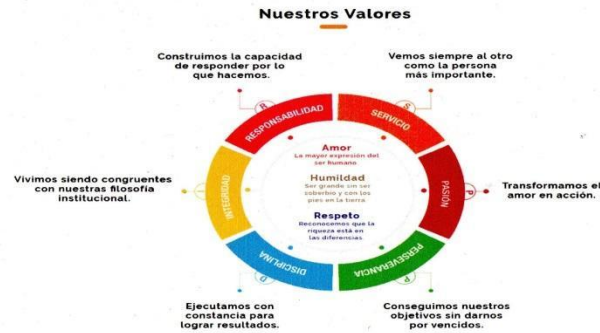 Nuestros Valores
Construimos la capacidad
de responder por lo
que hacemos.
Vemos siempre al otro
como la persona
más importante.
R
RESPONSABILIDAD
S
SERVICIO
Amor
La mayor expresión del
ser humano
Humildad
Ser grande sin ser
soberbio y con los
pies en la tierra
Respeto
Reconocemos que la
riqueza está en
las diferencias
Vivimos siendo congruentes
con nuestras filosofía
institucional.
I
INTEGRIDAD
PASIÓN
P
Transformamos el
amor en acción.
DISCIPLINA
D
PERSEVERANCIA
P
Ejecutamos con
constancia para
lograr resultados.
Conseguimos nuestros
objetivos sin darnos
por vencidos.